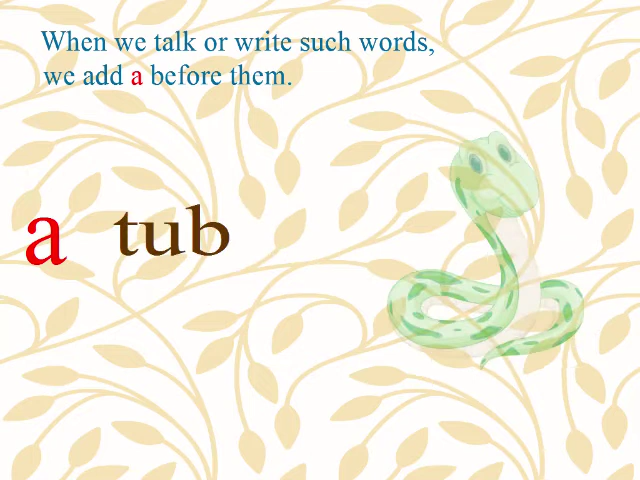 When we talk or write such words,
we add a before them.
a tub